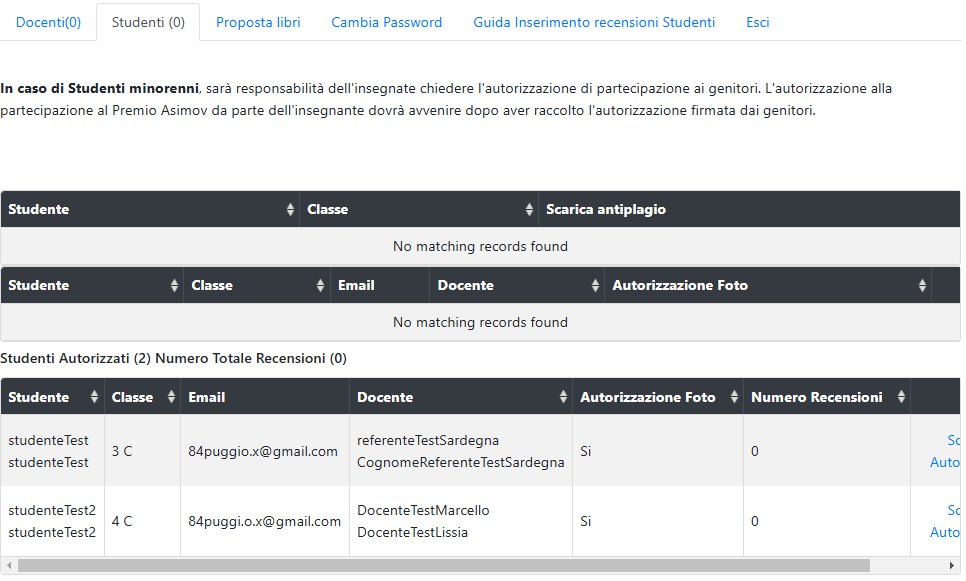 Docenti(0) Studenti (0) Proposta libri Cambia Password Guida Inserimento recensioni Studenti Esci
In caso di Studenti minorenni, sarà responsabilità dell'insegnate chiedere l'autorizzazione di partecipazione ai genitori. L'autorizzazione alla
partecipazione al Premio Asimov da parte dell'insegnante dovrà avvenire dopo aver raccolto l'autorizzazione firmata dai genitori.
Studente Classe Scarica antiplagio
No matching records found
Studente Classe Email Docente Autorizzazione Foto
No matching records found
Studenti Autorizzati (2) Numero Totale Recensioni (0)
Studente Classe Email Docente Autorizzazione Foto Numero Recensioni
studenteTest
studenteTest
3 C
84puggio.x@gmail.com
referenteTestSardegna
CognomeReferenteTestSardegna
Si
0
Auto
studenteTest2
studenteTest2
4 C
84puggi.o.x@gmail.com
DocenteTestMarcello
DocenteTestLissia
Si
0
Auto